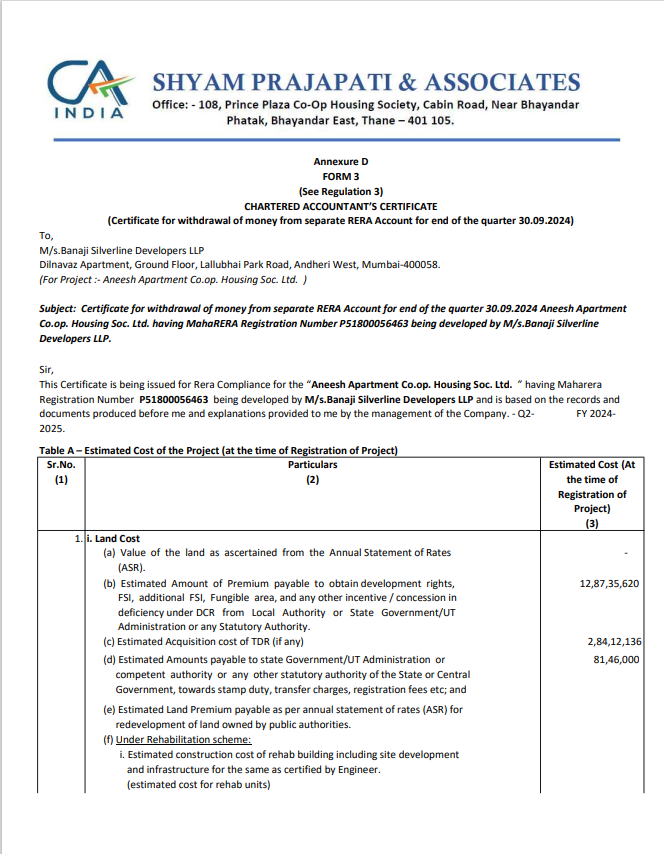 CA
INDIA
SHYAM PRAJAPATI & ASSOCIATES
Office: - 108, Prince Plaza Co-Op Housing Society, Cabin Road, Near Bhayandar
Phatak, Bhayandar East, Thane – 401 105.
Annexure D
FORM 3
(See Regulation 3)
CHARTERED ACCOUNTANT'S CERTIFICATE
(Certificate for withdrawal of money from separate RERA Account for end of the quarter 30.09.2024)
To,
M/s.Banaji Silverline Developers LLP
Dilnavaz Apartment, Ground Floor, Lallubhai Park Road, Andheri West, Mumbai-400058.
(For Project :- Aneesh Apartment Co.op. Housing Soc. Ltd. )
Subject: Certificate for withdrawal of money from separate RERA Account for end of the quarter 30.09.2024 Aneesh Apartment
Co.op. Housing Soc. Ltd. having MahaRERA Registration Number P51800056463 being developed by M/s.Banaji Silverline
Developers LLP.
Sir,
This Certificate is being issued for Rera Compliance for the "Aneesh Apartment Co.op. Housing Soc. Ltd. " having Maharera
Registration Number P51800056463 being developed by M/s.Banaji Silverline Developers LLP and is based on the records and
documents produced before me and explanations provided to me by the management of the Company. - Q2- FY 2024-
2025.
Table A – Estimated Cost of the Project (at the time of Registration of Project)
Sr.No. Particulars Estimated Cost (At
(1) (2) the time of
Registration of
Project)
(3)
1. i. Land Cost
(a) Value of the land as ascertained from the Annual Statement of Rates -
(ASR).
(b) Estimated Amount of Premium payable to obtain development rights, 12,87,35,620
FSI, additional FSI, Fungible area, and any other incentive / concession in
deficiency under DCR from Local Authority or State Government/UT
Administration or any Statutory Authority.
(c) Estimated Acquisition cost of TDR (if any) 2,84,12,136
(d) Estimated Amounts payable to state Government/UT Administration or 81,46,000
competent authority or any other statutory authority of the State or Central
Government, towards stamp duty, transfer charges, registration fees etc; and
(e) Estimated Land Premium payable as per annual statement of rates (ASR) for
redevelopment of land owned by public authorities.
(f) Under Rehabilitation scheme:
i. Estimated construction cost of rehab building including site development
and infrastructure for the same as certified by Engineer.
(estimated cost for rehab units)